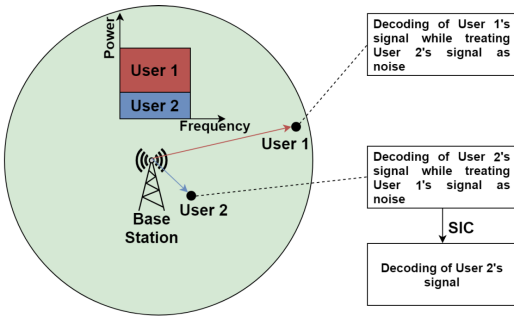 Power
User 1
User 2
Frequency
User 1
User 2
Base
Station
Decoding of User 1's
signal while treating
User 2's signal as
noise
Decoding of User 2's
signal while treating
User 1's signal as
noise
SIC
Decoding of User 2's
signal